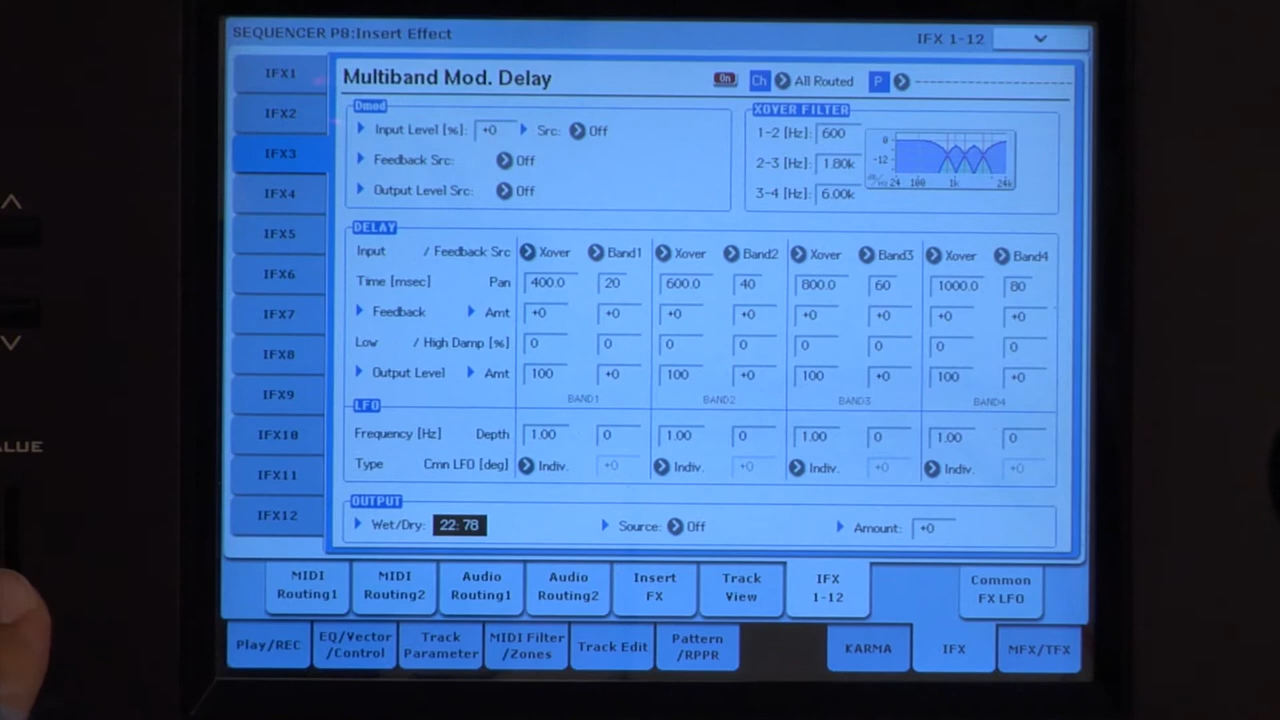 SEQUENCER P8:Insert Effect
IFX 1-12
IFX1
IFX2
IFX3
IFX4
IFX5
IFX6
IFX7
IFX8
IFX9
IFX10
IFX11
IFX12
Multiband Mod. Delay
On Ch All Routed P --------------------
Dmod
Input Level [%]: +0 Src: Off
Feedback Src: Off
Output Level Src: Off
XOVER FILTER
1-2 [Hz]: 600
2-3 [Hz]: 1.80k
3-4 [Hz]: 6.00k
0
-12
dB/Hz 24 100 1k 24k
DELAY
Input / Feedback Src Xover Band1 Xover Band2 Xover Band3 Xover Band4
Time [msec] Pan 400.0 20 600.0 40 800.0 60 1000.0 80
Feedback Amt +0 +0 +0 +0 +0 +0 +0 +0
Low / High Damp [%] 0 0 0 0 0 0 0 0
Output Level Amt 100 +0 100 +0 100 +0 100 +0
BAND1 BAND2 BAND3 BAND4
LFO
Frequency [Hz] Depth 1.00 0 1.00 0 1.00 0 1.00 0
Type Cmn LFO [deg] Indiv. +0 Indiv. +0 Indiv. +0 Indiv. +0
OUTPUT
Wet/Dry: 22:78 Source: Off Amount: +0
MIDI Routing1
MIDI Routing2
Audio Routing1
Audio Routing2
Insert FX
Track View
IFX 1-12
Common FX LFO
Play/REC
EQ/Vector /Control
Track Parameter
MIDI Filter /Zones
Track Edit
Pattern /RPPR
KARMA
IFX
MFX/TFX
ALUE